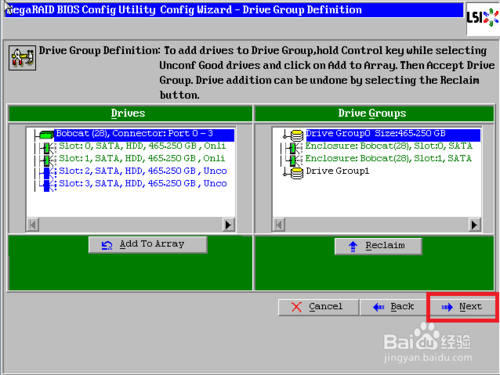 MegaRAID BIOS Config Utility Config Wizard - Drive Group Definition
LSI
Drive Group Definition: To add drives to Drive Group,hold Control key while selecting
Unconf Good drives and click on Add to Array. Then Accept Drive
Group. Drive addition can be undone by selecting the Reclaim
button.
Drives
Bobcat (28), Connector: Port 0 - 3
Slot: 0, SATA, HDD, 465.250 GB, Onli
Slot: 1, SATA, HDD, 465.250 GB, Onli
Slot: 2, SATA, HDD, 465.250 GB, Unco
Slot: 3, SATA, HDD, 465.250 GB, Unco
Add To Array
Drive Groups
Drive Group0 Size:465.250 GB
Enclosure: Bobcat(28), Slot:0, SATA
Enclosure: Bobcat(28), Slot:1, SATA
Drive Group1
Reclaim
Cancel
Back
Next
Baidu 经验
jingyan.baidu.com